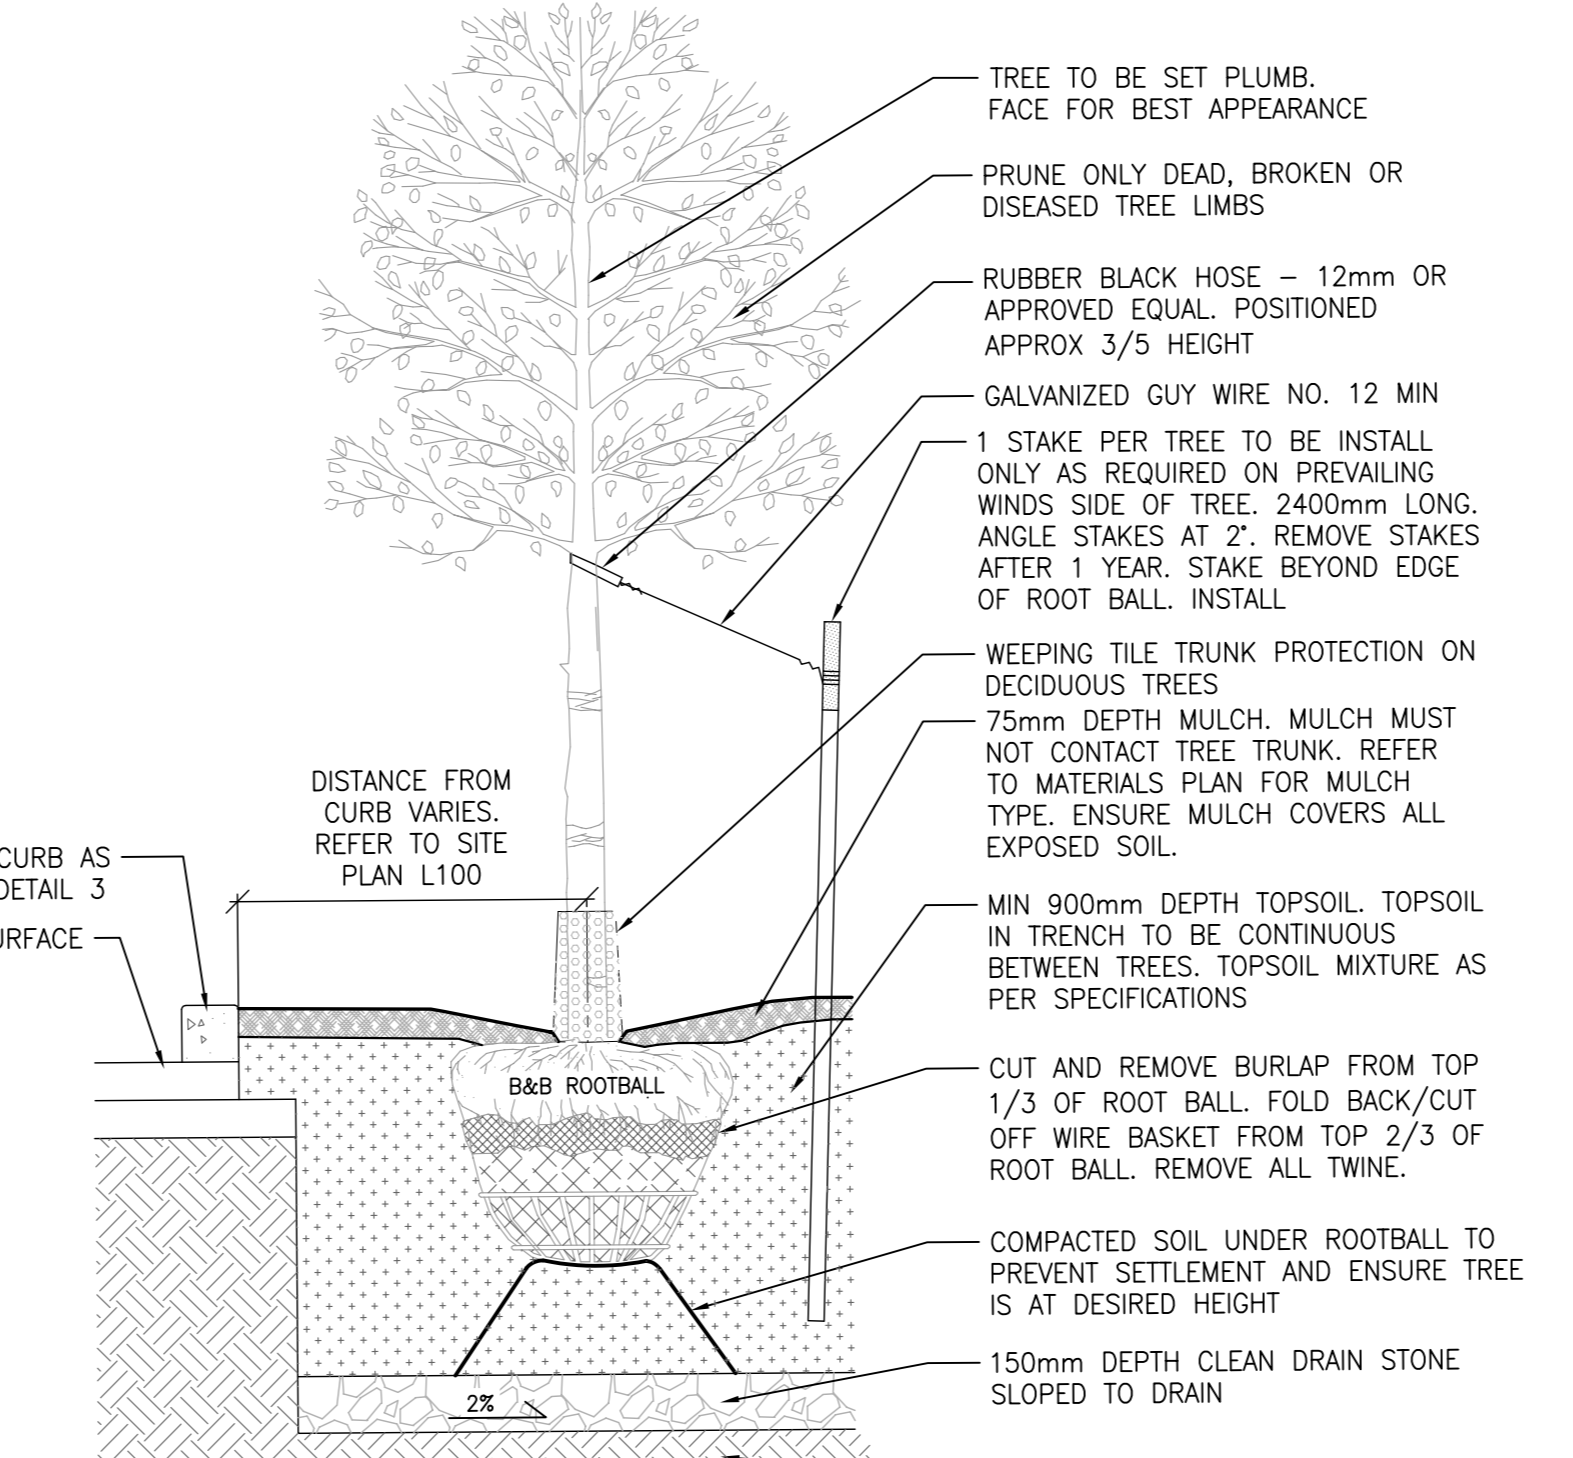 TREE TO BE SET PLUMB.
FACE FOR BEST APPEARANCE
PRUNE ONLY DEAD, BROKEN OR
DISEASED TREE LIMBS
RUBBER BLACK HOSE – 12mm OR
APPROVED EQUAL. POSITIONED
APPROX 3/5 HEIGHT
GALVANIZED GUY WIRE NO. 12 MIN
1 STAKE PER TREE TO BE INSTALL
ONLY AS REQUIRED ON PREVAILING
WINDS SIDE OF TREE. 2400mm LONG.
ANGLE STAKES AT 2°. REMOVE STAKES
AFTER 1 YEAR. STAKE BEYOND EDGE
OF ROOT BALL. INSTALL
WEEPING TILE TRUNK PROTECTION ON
DECIDUOUS TREES
75mm DEPTH MULCH. MULCH MUST
NOT CONTACT TREE TRUNK. REFER
TO MATERIALS PLAN FOR MULCH
TYPE. ENSURE MULCH COVERS ALL
EXPOSED SOIL.
DISTANCE FROM
CURB VARIES.
REFER TO SITE
PLAN L100
CURB AS
DETAIL 3
URFACE
MIN 900mm DEPTH TOPSOIL. TOPSOIL
IN TRENCH TO BE CONTINUOUS
BETWEEN TREES. TOPSOIL MIXTURE AS
PER SPECIFICATIONS
B&B ROOTBALL
CUT AND REMOVE BURLAP FROM TOP
1/3 OF ROOT BALL. FOLD BACK/CUT
OFF WIRE BASKET FROM TOP 2/3 OF
ROOT BALL. REMOVE ALL TWINE.
COMPACTED SOIL UNDER ROOTBALL TO
PREVENT SETTLEMENT AND ENSURE TREE
IS AT DESIRED HEIGHT
150mm DEPTH CLEAN DRAIN STONE
SLOPED TO DRAIN
2%